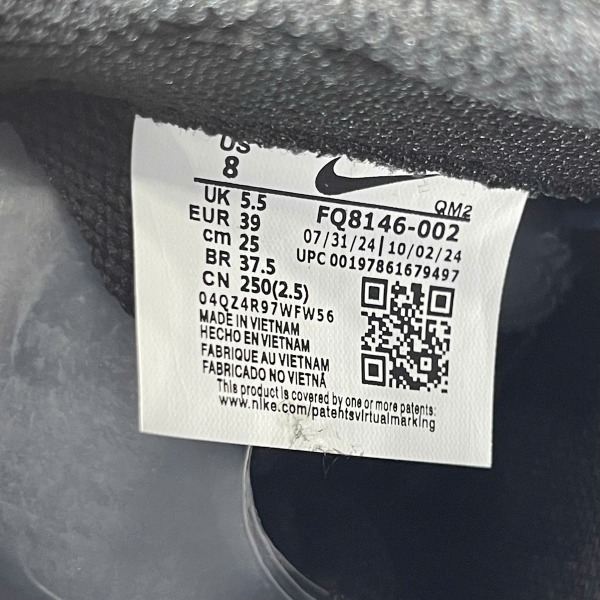 US
8
UK 5.5
EUR 39
cm 25
BR 37.5
CN 250(2.5)
QM2
FQ8146-002
07/31/24|10/02/24
UPC 00197861679497
04QZ4R97WFW56
MADE IN VIETNAM
HECHO EN VIETNAM
FABRIQUE AU VIETNAM
FABRICADO NO VIETNÃ
This product is covered by one or more patents:
www.nike.com/patentsvirtualmarking